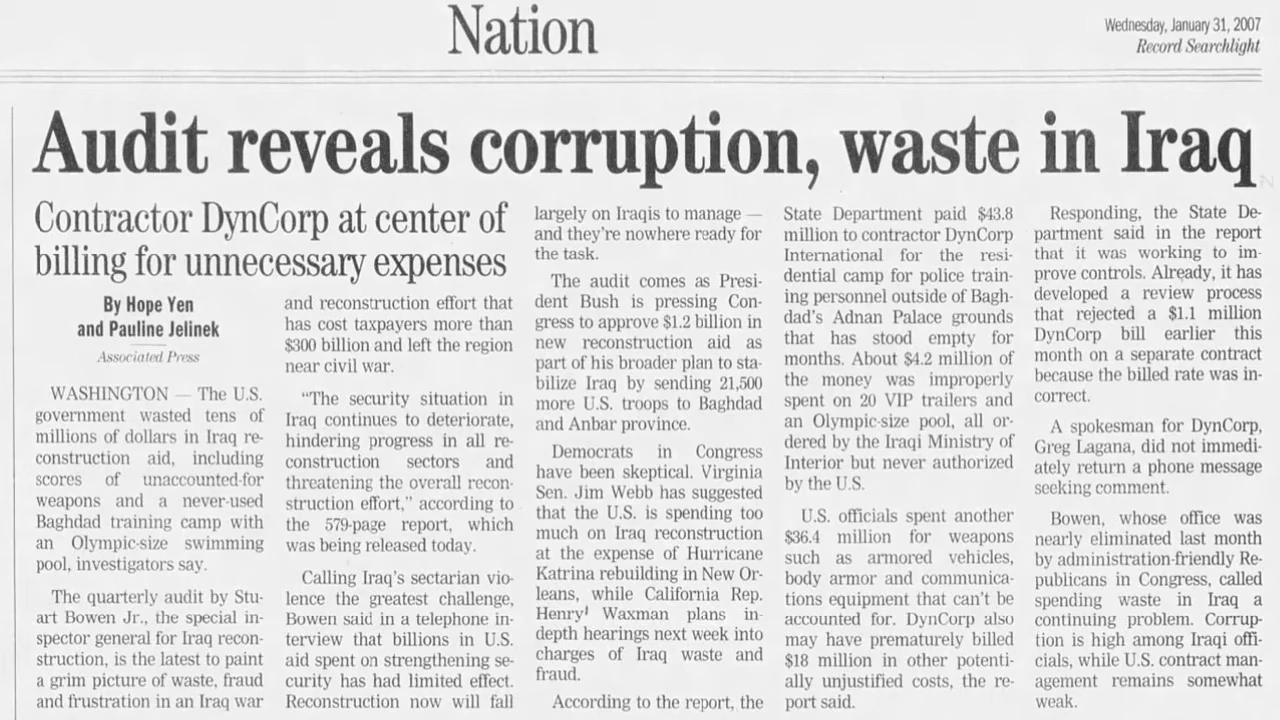 Nation
Wednesday, January 31, 2007
Record Searchlight
Audit reveals corruption, waste in Iraq
Contractor DynCorp at center of
billing for unnecessary expenses
By Hope Yen
and Pauline Jelinek
Associated Press
WASHINGTON — The U.S.
government wasted tens of
millions of dollars in Iraq re-
construction aid, including
scores of unaccounted-for
weapons and a never-used
Baghdad training camp with
an Olympic-size swimming
pool, investigators say.
The quarterly audit by Stu-
art Bowen Jr., the special in-
spector general for Iraq recon-
struction, is the latest to paint
a grim picture of waste, fraud
and frustration in an Iraq war
and reconstruction effort that
has cost taxpayers more than
$300 billion and left the region
near civil war.
“The security situation in
Iraq continues to deteriorate,
hindering progress in all re-
construction sectors and
threatening the overall recon-
struction effort,” according to
the 579-page report, which
was being released today.
Calling Iraq's sectarian vio-
lence the greatest challenge,
Bowen said in a telephone in-
terview that billions in U.S.
aid spent on strengthening se-
curity has had limited effect.
Reconstruction now will fall
largely on Iraqis to manage —
and they're nowhere ready for
the task.
The audit comes as Presi-
dent Bush is pressing Con-
gress to approve $1.2 billion in
new reconstruction aid as
part of his broader plan to sta-
bilize Iraq by sending 21,500
more U.S. troops to Baghdad
and Anbar province.
Democrats in Congress
have been skeptical. Virginia
Sen. Jim Webb has suggested
that the U.S. is spending too
much on Iraq reconstruction
at the expense of Hurricane
Katrina rebuilding in New Or-
leans, while California Rep.
Henry Waxman plans in-
depth hearings next week into
charges of Iraq waste and
fraud.
According to the report, the
State Department paid $43.8
million to contractor DynCorp
International for the resi-
dential camp for police train-
ing personnel outside of Bagh-
dad's Adnan Palace grounds
that has stood empty for
months. About $4.2 million of
the money was improperly
spent on 20 VIP trailers and
an Olympic-size pool, all or-
dered by the Iraqi Ministry of
Interior but never authorized
by the U.S.
U.S. officials spent another
$36.4 million for weapons
such as armored vehicles,
body armor and communica-
tions equipment that can't be
accounted for. DynCorp also
may have prematurely billed
$18 million in other potenti-
ally unjustified costs, the re-
port said.
Responding, the State De-
partment said in the report
that it was working to im-
prove controls. Already, it has
developed a review process
that rejected a $1.1 million
DynCorp bill earlier this
month on a separate contract
because the billed rate was in-
correct.
A spokesman for DynCorp,
Greg Lagana, did not immedi-
ately return a phone message
seeking comment.
Bowen, whose office was
nearly eliminated last month
by administration-friendly Re-
publicans in Congress, called
spending waste in Iraq a
continuing problem. Corrup-
tion is high among Iraqi offi-
cials, while U.S. contract man-
agement remains somewhat
weak.